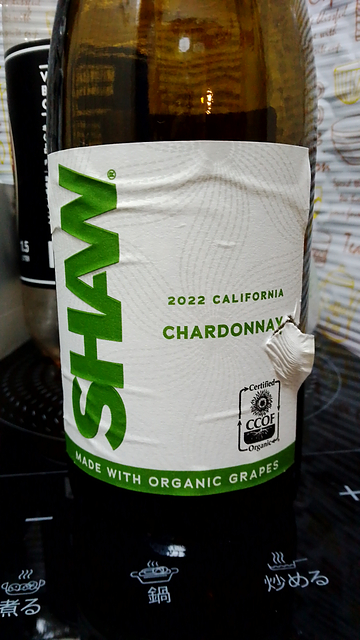 SHAW®
2022 CALIFORNIA
CHARDONNAY
Certified
CCOF
Organic
MADE WITH ORGANIC GRAPES
煮る
鍋
炒める